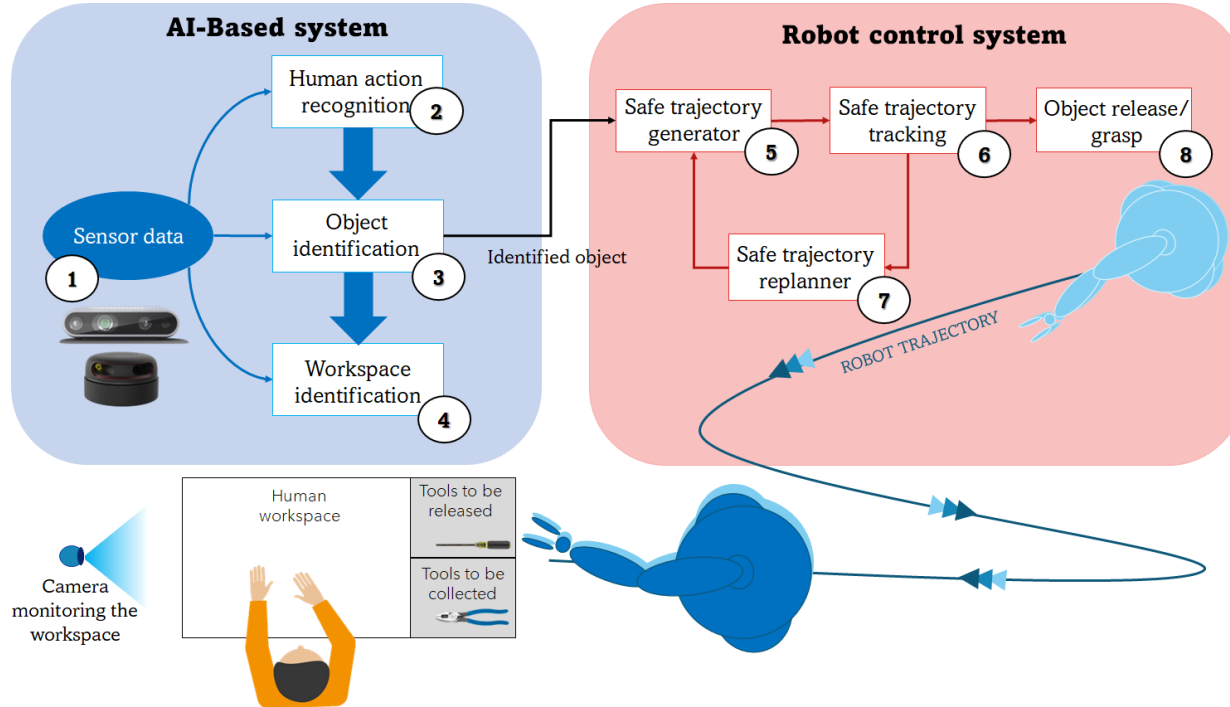 AI-Based system
Human action
recognition
2
Sensor data
1
Object
identification
3
Workspace
identification
4
Identified object
Robot control system
Safe trajectory
generator
5
Safe trajectory
tracking
6
Object release/
grasp
8
Safe trajectory
replanner
7
ROBOT TRAJECTORY
Human
workspace
Tools to be
released
Tools to be
collected
Camera
monitoring the
workspace